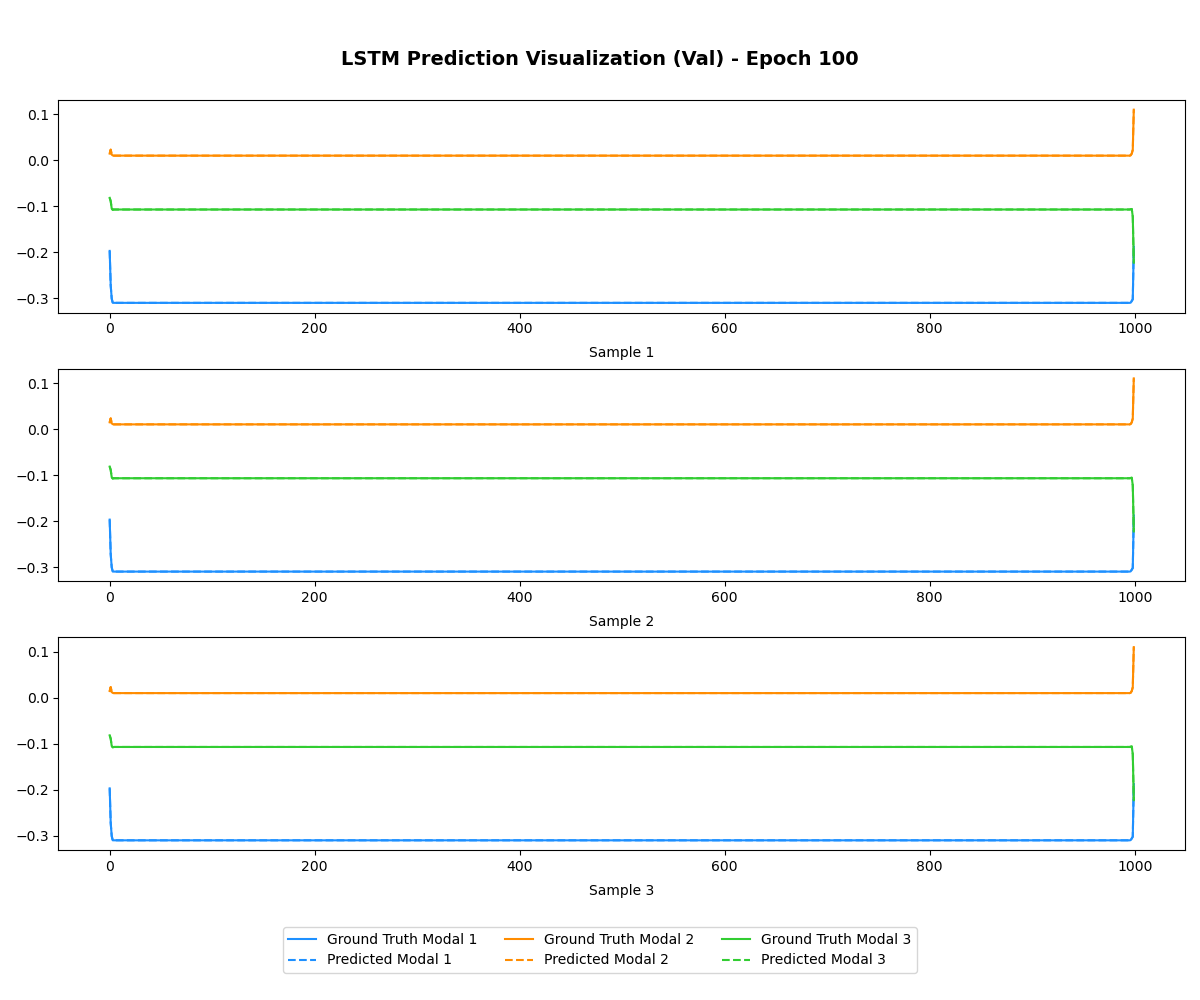 LSTM Prediction Visualization (Val) - Epoch 100
0.1
0.0
−0.1
−0.2
−0.3
0 200 400 600 800 1000
Sample 1
0.1
0.0
−0.1
−0.2
−0.3
0 200 400 600 800 1000
Sample 2
0.1
0.0
−0.1
−0.2
−0.3
0 200 400 600 800 1000
Sample 3
Ground Truth Modal 1 Ground Truth Modal 2 Ground Truth Modal 3
Predicted Modal 1 Predicted Modal 2 Predicted Modal 3